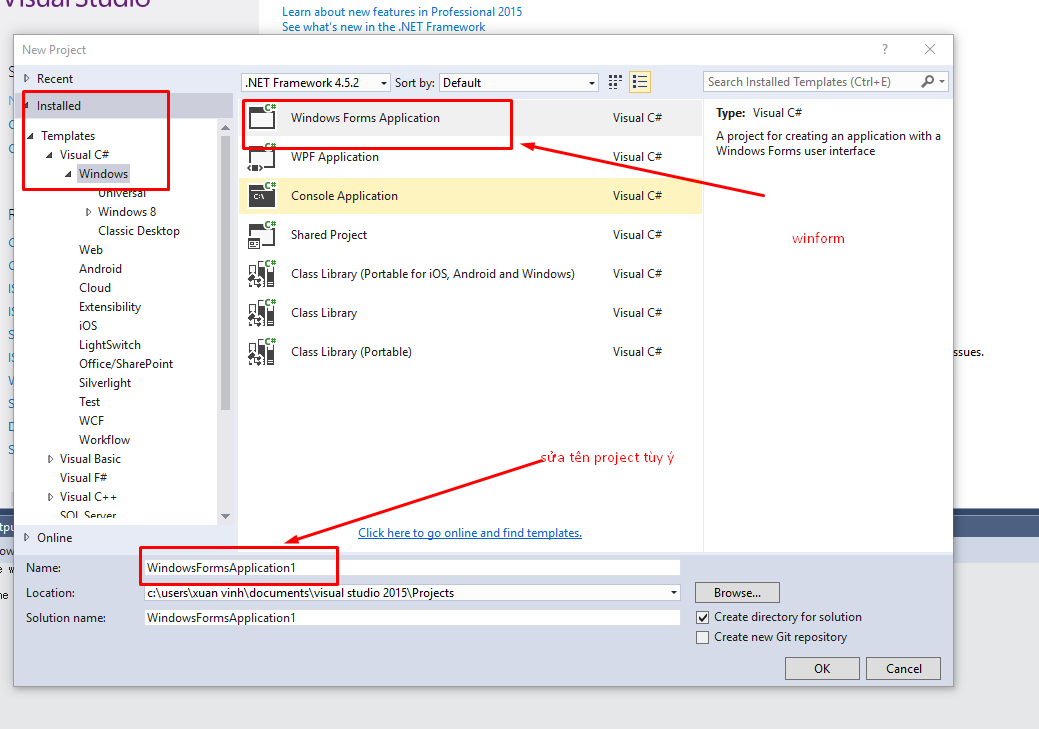 Visual Studio
Learn about new features in Professional 2015
See what's new in the .NET Framework
New Project
?
Recent
.NET Framework 4.5.2
Sort by:
Default
Search Installed Templates (Ctrl+E)
Installed
Templates
Visual C#
Windows
Universal
Windows 8
Classic Desktop
Web
Android
Cloud
Extensibility
iOS
LightSwitch
Office/SharePoint
Silverlight
Test
WCF
Workflow
Visual Basic
Visual F#
Visual C++
SQL Server
Online
Windows Forms Application Visual C#
WPF Application Visual C#
Console Application Visual C#
Shared Project Visual C#
Class Library (Portable for iOS, Android and Windows) Visual C#
Class Library Visual C#
Class Library (Portable) Visual C#
Type: Visual C#
A project for creating an application with a
Windows Forms user interface
winform
ssues.
sửa tên project tùy ý
Click here to go online and find templates.
Name: WindowsFormsApplication1
Location: c:\users\xuan vinh\documents\visual studio 2015\Projects
Browse...
Solution name: WindowsFormsApplication1
Create directory for solution
Create new Git repository
OK
Cancel